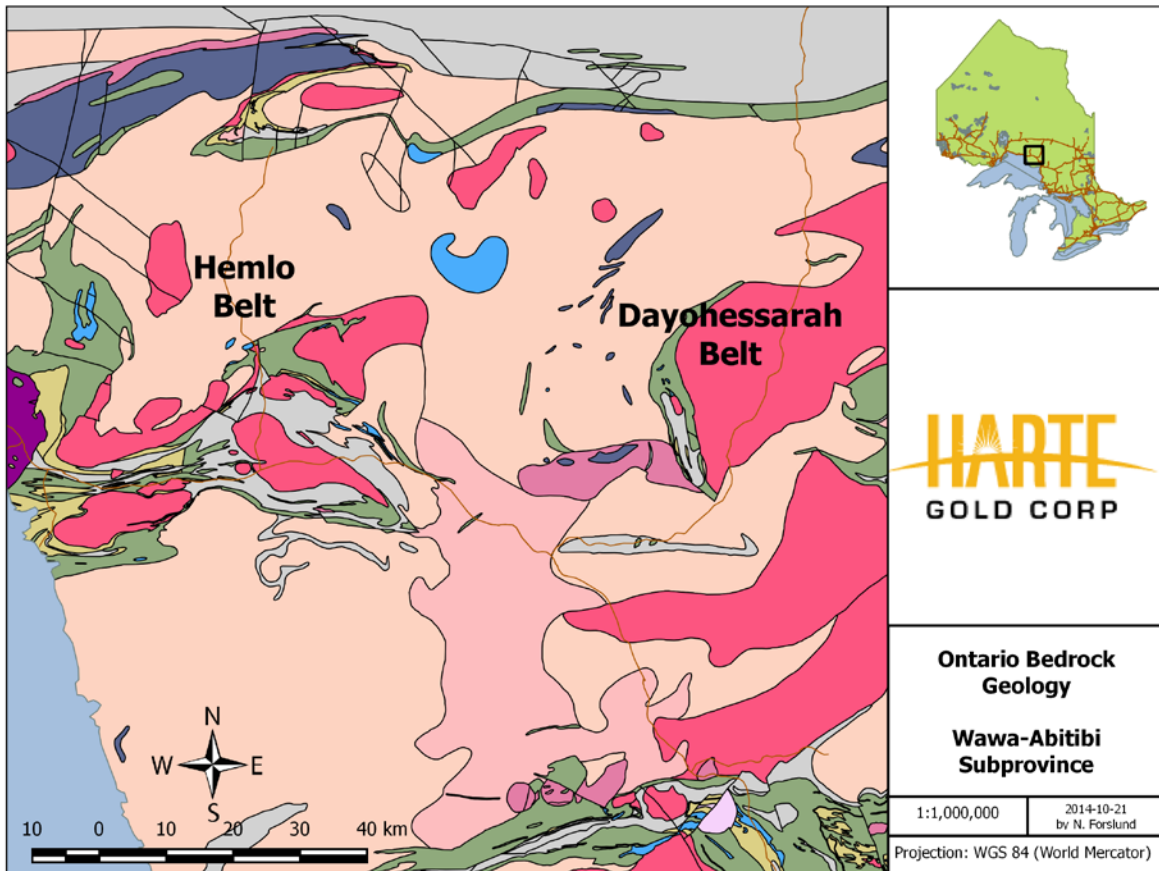 Hemlo
Belt
Dayohessarah
Belt
N
W E
S
10 0 10 20 30 40 km
HARTE
GOLD CORP
Ontario Bedrock
Geology
Wawa-Abitibi
Subprovince
1:1,000,000
2014-10-21
by N. Forslund
Projection: WGS 84 (World Mercator)